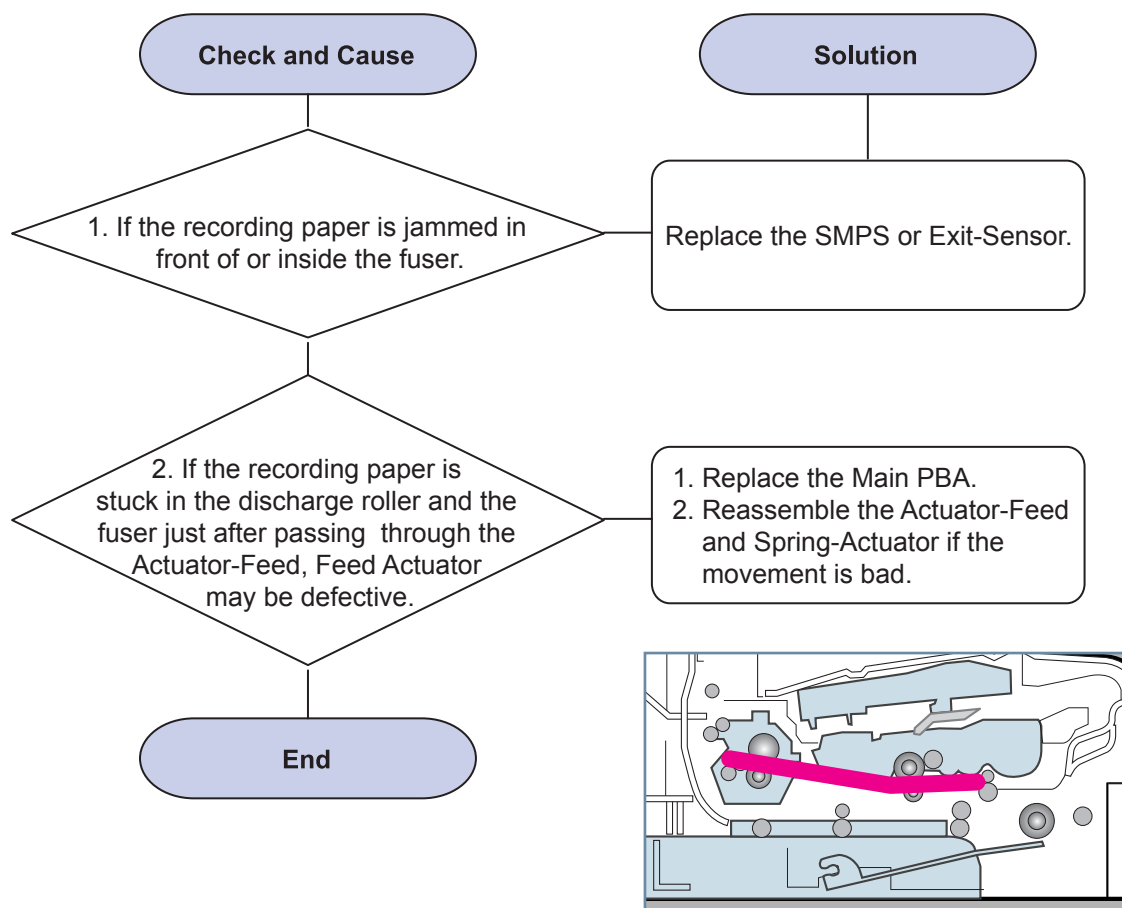 Check and Cause
Solution
1. If the recording paper is jammed in
front of or inside the fuser.
Replace the SMPS or Exit-Sensor.
2. If the recording paper is
stuck in the discharge roller and the
fuser just after passing through the
Actuator-Feed, Feed Actuator
may be defective.
1. Replace the Main PBA.
2. Reassemble the Actuator-Feed
and Spring-Actuator if the
movement is bad.
End